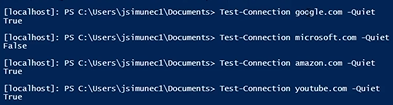 [localhost]: PS C:\Users\jsimunec1\Documents> Test-Connection google.com -Quiet
True
[localhost]: PS C:\Users\jsimunec1\Documents> Test-Connection microsoft.com -Quiet
False
[localhost]: PS C:\Users\jsimunec1\Documents> Test-Connection amazon.com -Quiet
True
[localhost]: PS C:\Users\jsimunec1\Documents> Test-Connection youtube.com -Quiet
True